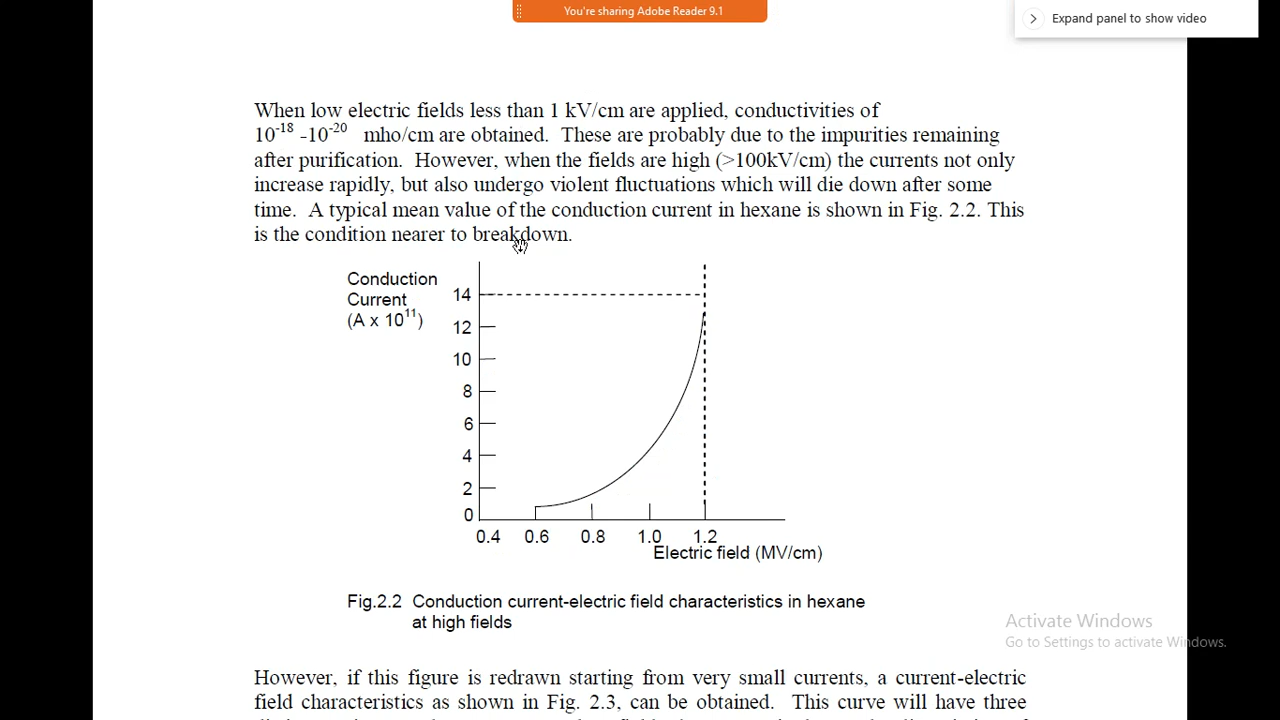 You're sharing Adobe Reader 9.1
Expand panel to show video
When low electric fields less than 1 kV/cm are applied, conductivities of
10-18 -10-20 mho/cm are obtained. These are probably due to the impurities remaining
after purification. However, when the fields are high (>100kV/cm) the currents not only
increase rapidly, but also undergo violent fluctuations which will die down after some
time. A typical mean value of the conduction current in hexane is shown in Fig. 2.2. This
is the condition nearer to breakdown.
Conduction
Current
(A x 1011)
14
12
10
8
6
4
2
0
0.4 0.6 0.8 1.0 1.2
Electric field (MV/cm)
Fig.2.2 Conduction current-electric field characteristics in hexane
at high fields
Activate Windows
Go to Settings to activate Windows.
However, if this figure is redrawn starting from very small currents, a current-electric
field characteristics as shown in Fig. 2.3, can be obtained. This curve will have three